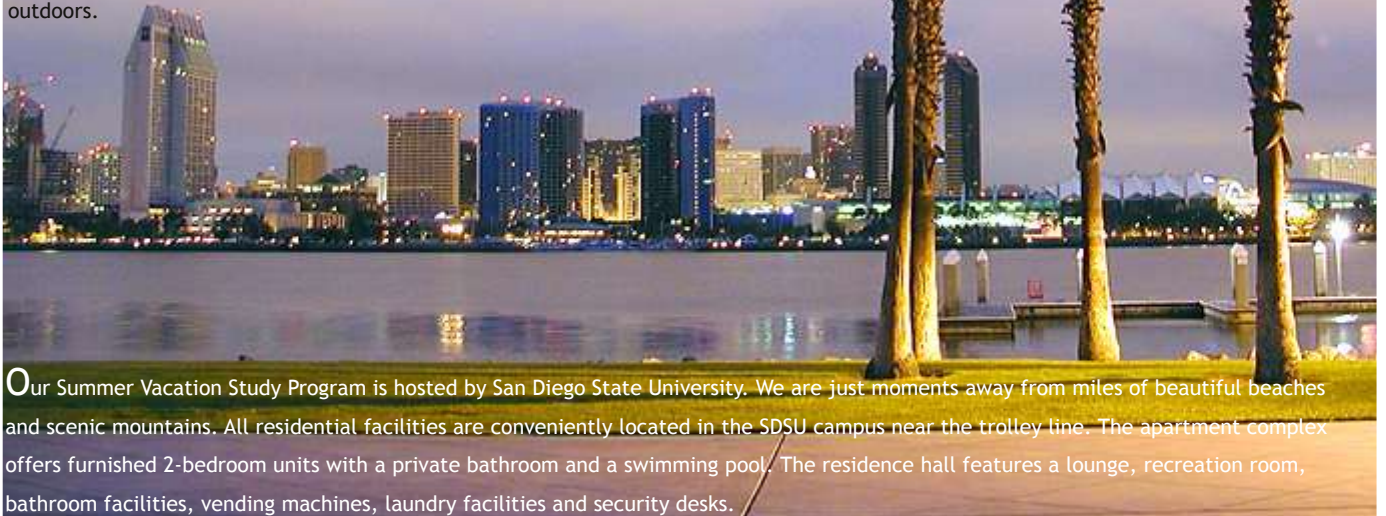 outdoors.
Our Summer Vacation Study Program is hosted by San Diego State University. We are just moments away from miles of beautiful beaches
and scenic mountains. All residential facilities are conveniently located in the SDSU campus near the trolley line. The apartment complex
offers furnished 2-bedroom units with a private bathroom and a swimming pool. The residence hall features a lounge, recreation room,
bathroom facilities, vending machines, laundry facilities and security desks.